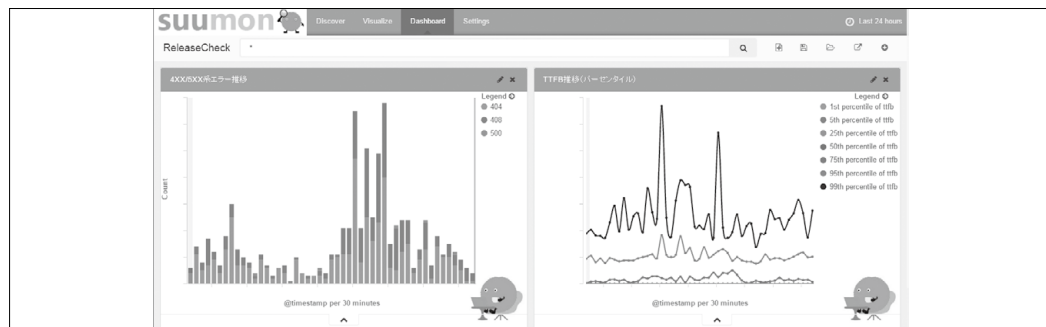 suumon
Discover Visualize Dashboard Settings Last 24 hours
ReleaseCheck *
4XX/5XX系エラー推移
Legend
404
408
500
Count
@timestamp per 30 minutes
TTFB推移(パーセンタイル)
Legend
1st percentile of ttfb
5th percentile of ttfb
25th percentile of ttfb
50th percentile of ttfb
75th percentile of ttfb
95th percentile of ttfb
99th percentile of ttfb
@timestamp per 30 minutes